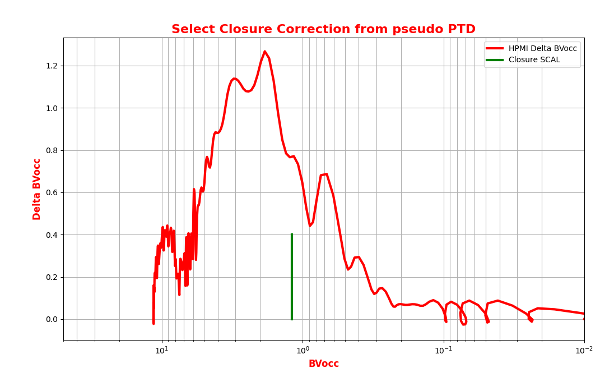 Select Closure Correction from pseudo PTD
HPMI Delta BVocc
Closure SCAL
Delta BVocc
1.2
1.0
0.8
0.6
0.4
0.2
0.0
10¹
10⁰
10⁻¹
10⁻²
BVocc